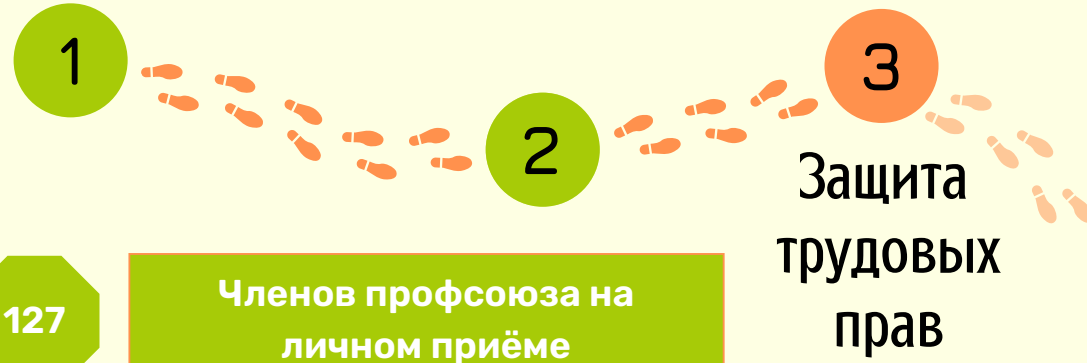 1
2
3
Защита
трудовых
прав
127
Членов профсоюза на
личном приёме